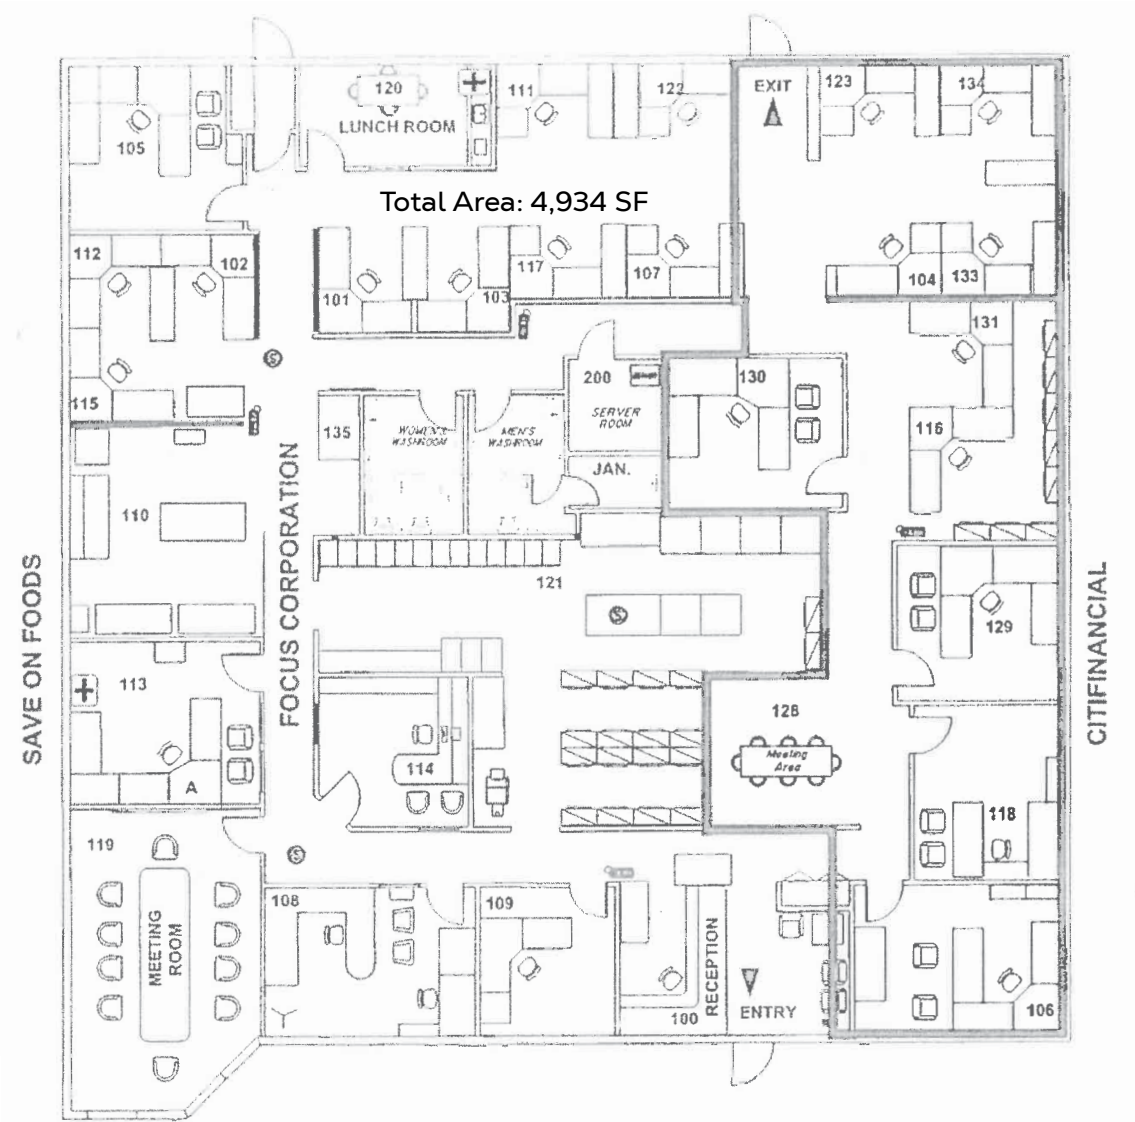 120
LUNCH ROOM
111
122
EXIT
123
134
105
Total Area: 4,934 SF
112
102
101
103
117
107
104
133
131
115
135
WOMEN'S
WASHROOM
MEN'S
WASHROOM
200
SERVER
ROOM
JAN.
130
116
110
FOCUS CORPORATION
SAVE ON FOODS
121
S
S
129
CITIFINANCIAL
113
A
114
128
Meeting
Area
118
119
MEETING
ROOM
S
108
109
RECEPTION
100
ENTRY
106